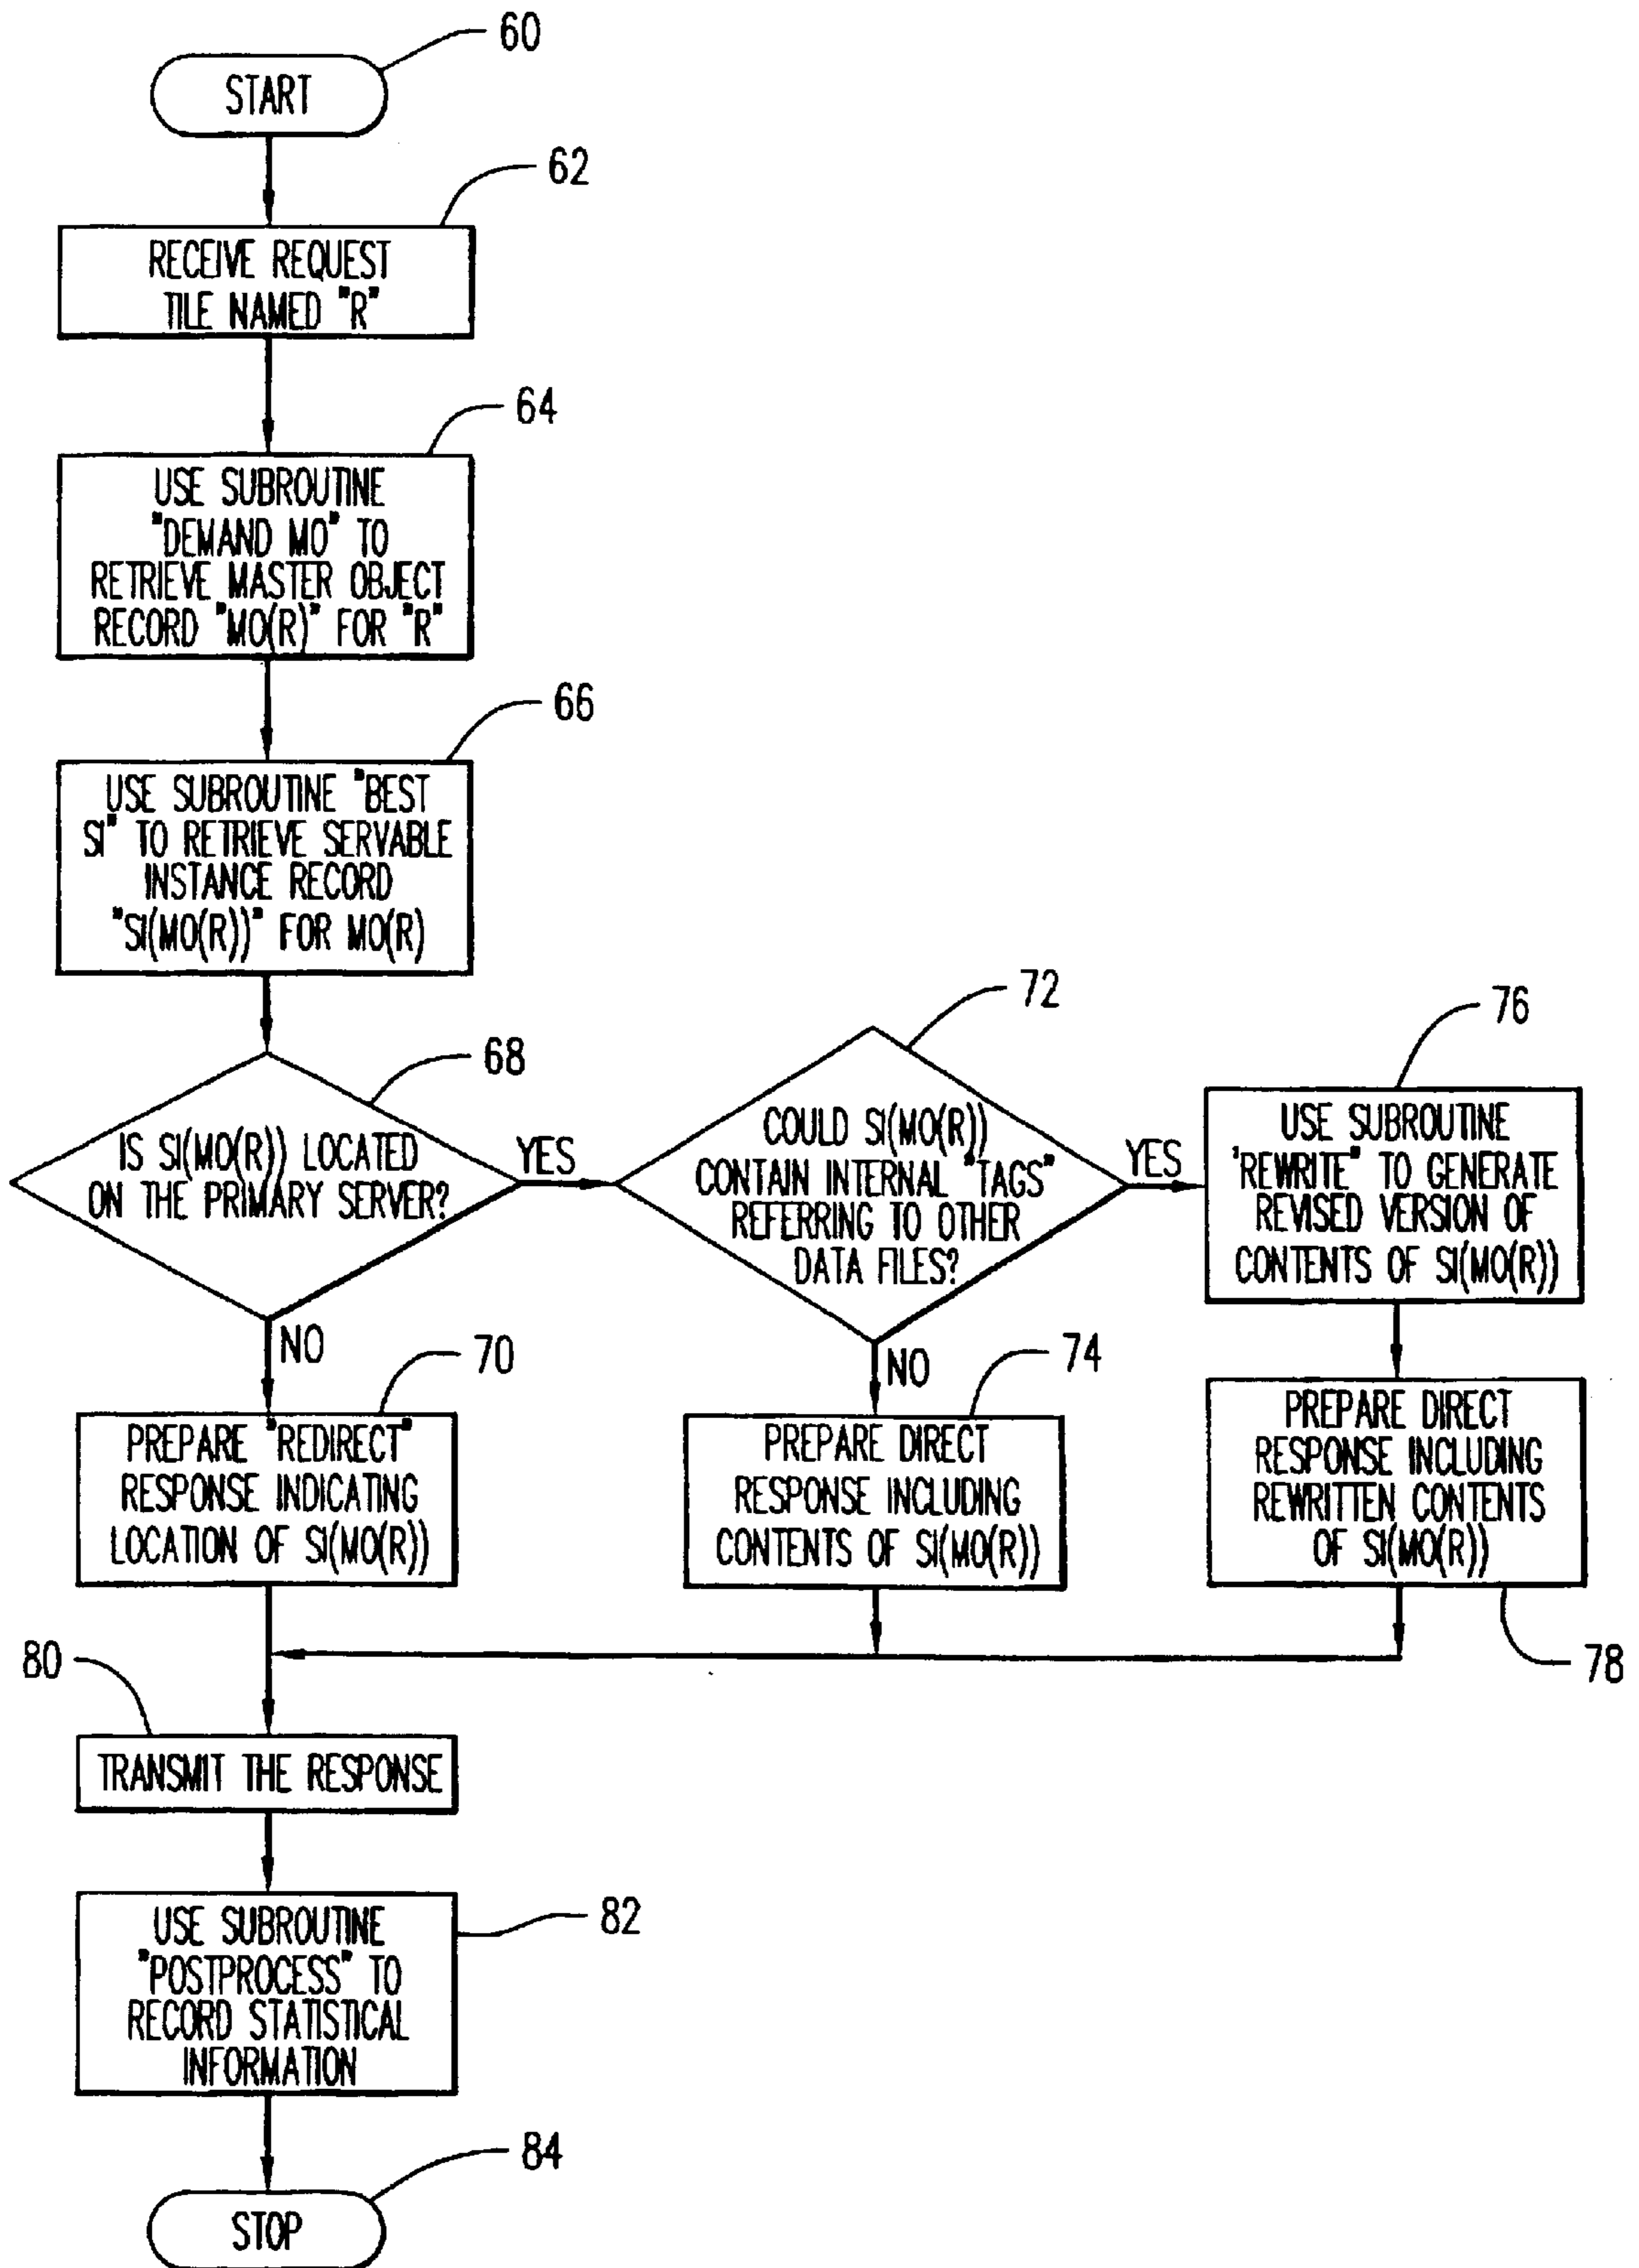 60
START
62
RECEIVE REQUEST
TILE NAMED "R"
64
USE SUBROUTINE
"DEMAND MO" TO
RETRIEVE MASTER OBJECT
RECORD "MO(R)" FOR "R"
66
USE SUBROUTINE "BEST
SI" TO RETRIEVE SERVABLE
INSTANCE RECORD
"SI(MO(R))" FOR MO(R)
68
IS SI(MO(R)) LOCATED
ON THE PRIMARY SERVER?
YES
NO
72
COULD SI(MO(R))
CONTAIN INTERNAL "TAGS"
REFERRING TO OTHER
DATA FILES?
YES
NO
76
USE SUBROUTINE
'REWRITE" TO GENERATE
REVISED VERSION OF
CONTENTS OF SI(MO(R))
70
PREPARE "REDIRECT"
RESPONSE INDICATING
LOCATION OF SI(MO(R))
74
PREPARE DIRECT
RESPONSE INCLUDING
CONTENTS OF SI(MO(R))
PREPARE DIRECT
RESPONSE INCLUDING
REWRITTEN CONTENTS
OF SI(MO(R))
78
80
TRANSMIT THE RESPONSE
82
USE SUBROUTINE
"POSTPROCESS" TO
RECORD STATISTICAL
INFORMATION
84
STOP